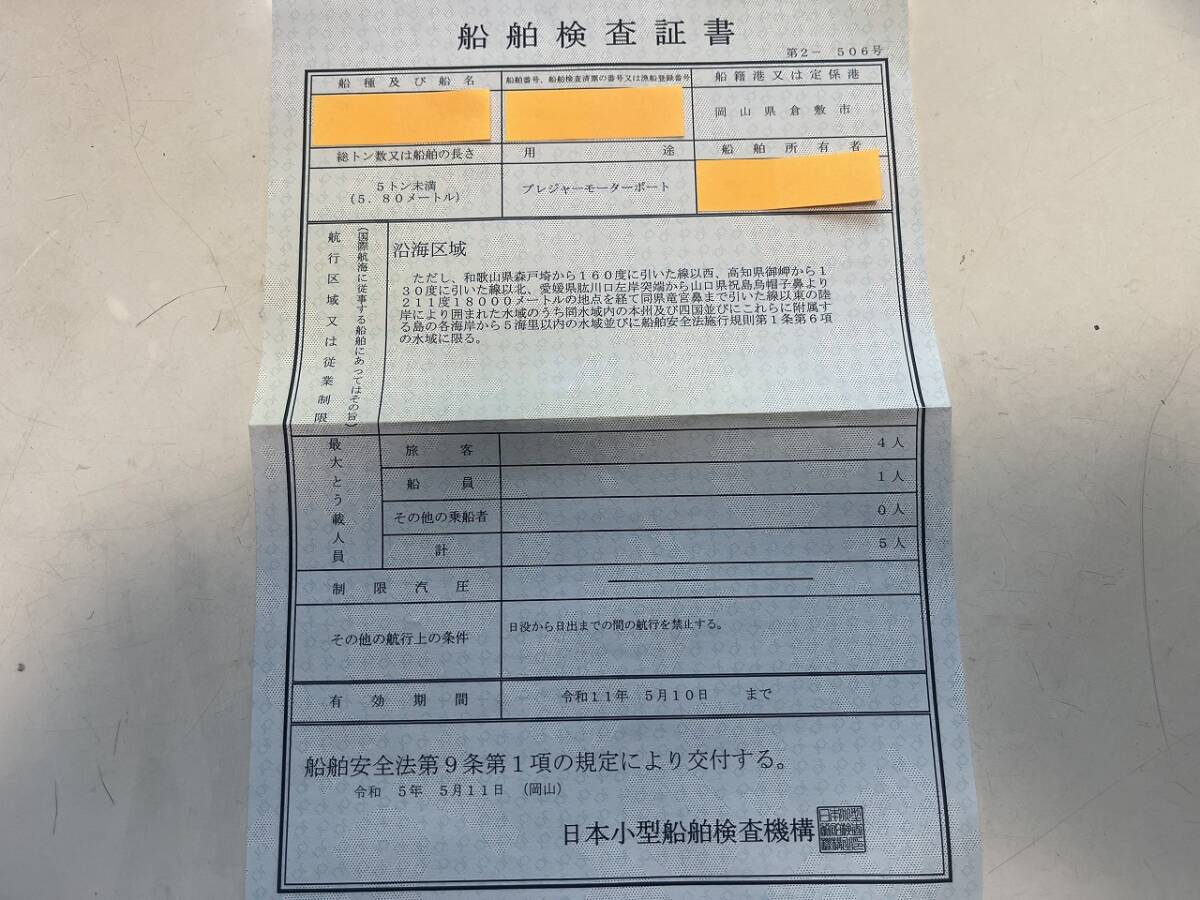 船舶検査証書
第2－ 506号
船種及び船名
船舶番号、船舶検査済票の番号又は漁船登録番号
船籍港又は定係港
岡山県倉敷市
総トン数又は船舶の長さ
用途
船舶所有者
5トン未満
(5.80メートル)
プレジャーモーターボート
航行区域又は従業制限
(国際航海に従事する船舶にあってはその旨)
沿海区域
ただし、和歌山県森戸埼から160度に引いた線以西、高知県御岬から1
30度に引いた線以北、愛媛県肱川口左岸突端から山口県祝島烏帽子鼻より
211度18000メートルの地点を経て同県竜宮鼻まで引いた線以東の陸
岸により囲まれた水域のうち同水域内の本州及び四国並びにこれらに附属す
る島の各海岸から5海里以内の水域並びに船舶安全法施行規則第1条第6項
の水域に限る。
最大とう載人員
旅客
4人
船員
1人
その他の乗船者
0人
計
5人
制限汽圧
その他の航行上の条件
日没から日出までの間の航行を禁止する。
有効期間
令和11年 5月10日 まで
船舶安全法第9条第1項の規定により交付する。
令和 5年 5月11日 (岡山)
日本小型船舶検査機構